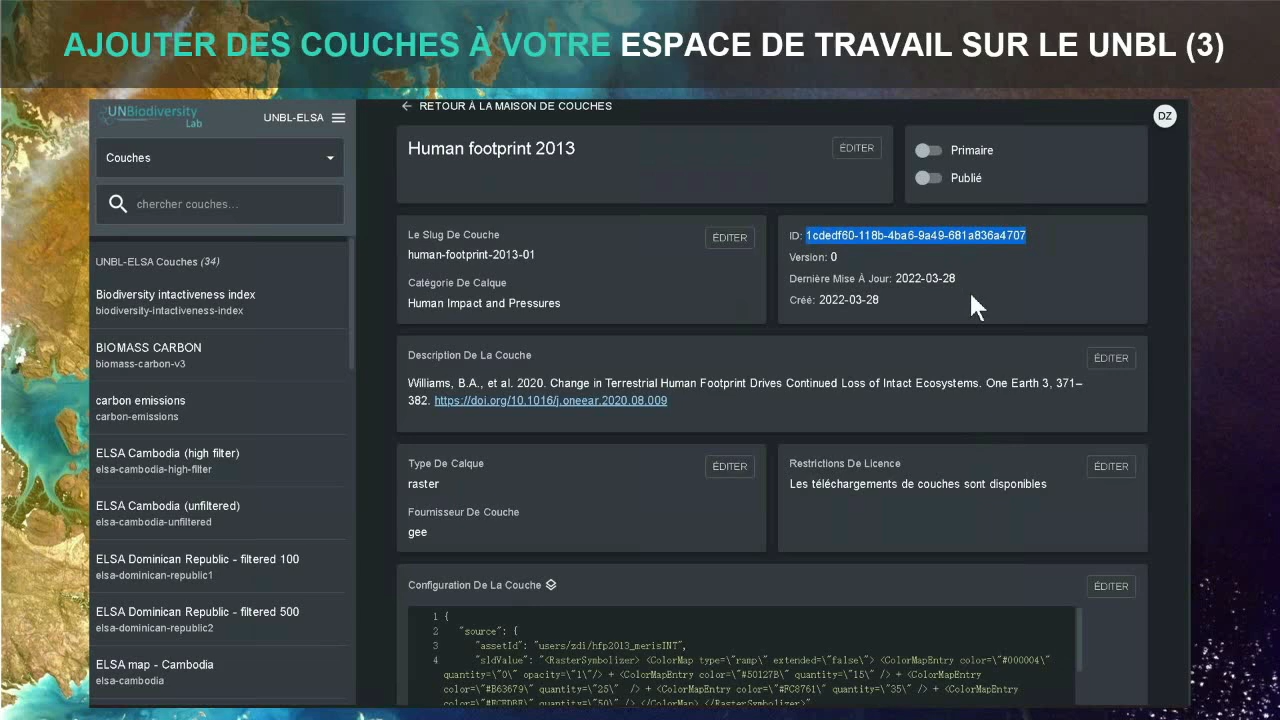 AJOUTER DES COUCHES À VOTRE ESPACE DE TRAVAIL SUR LE UNBL (3)
UNBiodiversity
Lab
UNBL-ELSA
Couches
chercher couches...
UNBL-ELSA Couches (34)
Biodiversity intactiveness index
biodiversity-intactiveness-index
BIOMASS CARBON
biomass-carbon-v3
carbon emissions
carbon-emissions
ELSA Cambodia (high filter)
elsa-cambodia-high-filter
ELSA Cambodia (unfiltered)
elsa-cambodia-unfiltered
ELSA Dominican Republic - filtered 100
elsa-dominican-republic1
ELSA Dominican Republic - filtered 500
elsa-dominican-republic2
ELSA map - Cambodia
elsa-cambodia
RETOUR À LA MAISON DE COUCHES
DZ
Human footprint 2013
ÉDITER
Primaire
Publié
Le Slug De Couche
ÉDITER
human-footprint-2013-01
Catégorie De Calque
Human Impact and Pressures
ID: 1cdedf60-118b-4ba6-9a49-681a836a4707
Version: 0
Dernière Mise À Jour: 2022-03-28
Créé: 2022-03-28
Description De La Couche
ÉDITER
Williams, B.A., et al. 2020. Change in Terrestrial Human Footprint Drives Continued Loss of Intact Ecosystems. One Earth 3, 371–
382. https://doi.org/10.1016/j.oneear.2020.08.009
Type De Calque
ÉDITER
raster
Fournisseur De Couche
gee
Restrictions De Licence
ÉDITER
Les téléchargements de couches sont disponibles
Configuration De La Couche
ÉDITER
1 {
2 "source": {
3 "assetId": "users/zdi/hfp2013_merisINT",
4 "sldValue": "<RasterSymbolizer> <ColorMap type=\"ramp\" extended=\"false\"> <ColorMapEntry color=\"#000004\"
quantity=\"0\" opacity=\"1\"/> + <ColorMapEntry color=\"#50127B\" quantity=\"15\" /> + <ColorMapEntry
color=\"#B63679\" quantity=\"25\" /> + <ColorMapEntry color=\"#FC8761\" quantity=\"35\" /> + <ColorMapEntry
color=\"#FCFDBF\" quantity=\"50\" /> </ColorMap> </RasterSymbolizer>"